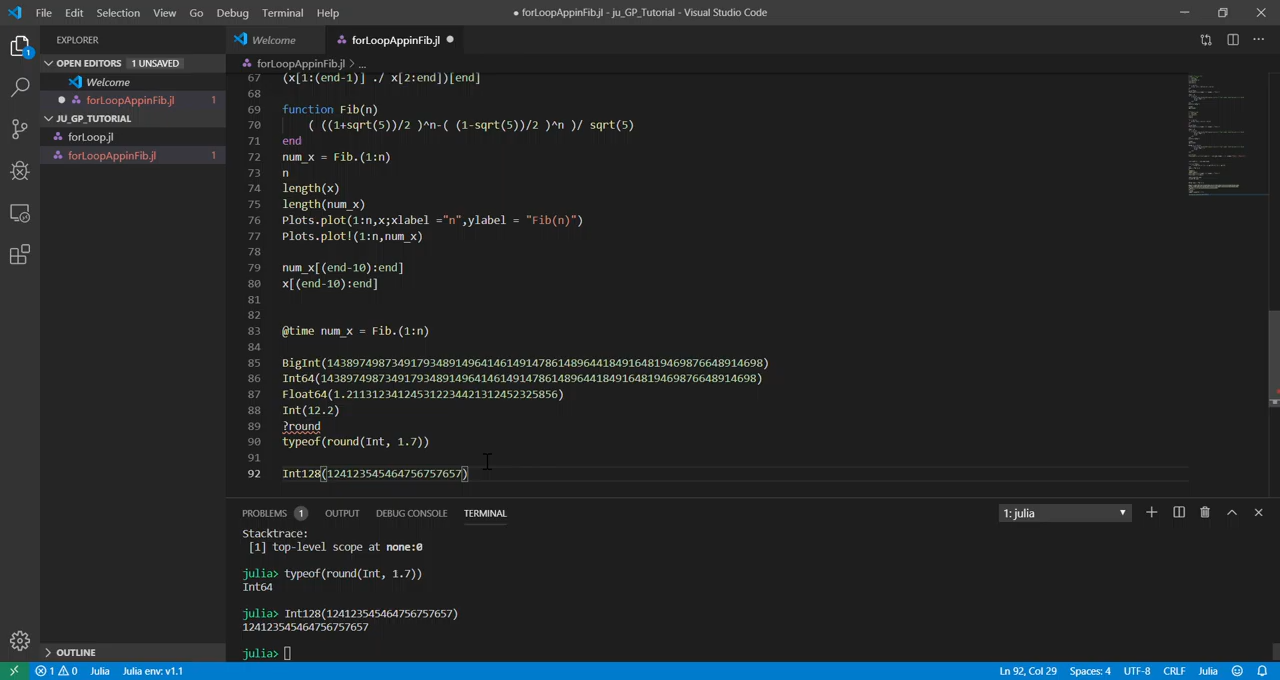 File Edit Selection View Go Debug Terminal Help
● forLoopAppinFib.jl - ju_GP_Tutorial - Visual Studio Code
EXPLORER
Welcome
forLoopAppinFib.jl
OPEN EDITORS 1 UNSAVED
Welcome
forLoopAppinFib.jl 1
JU_GP_TUTORIAL
forLoop.jl
forLoopAppinFib.jl 1
OUTLINE
1
forLoopAppinFib.jl > ...
67 (x[1:(end-1)] ./ x[2:end])[end]
68
69 function Fib(n)
70 ( ((1+sqrt(5))/2 )^n-( (1-sqrt(5))/2 )^n )/ sqrt(5)
71 end
72 num_x = Fib.(1:n)
73 n
74 length(x)
75 length(num_x)
76 Plots.plot(1:n,x;xlabel ="n",ylabel = "Fib(n)")
77 Plots.plot!(1:n,num_x)
78
79 num_x[(end-10):end]
80 x[(end-10):end]
81
82
83 @time num_x = Fib.(1:n)
84
85 BigInt(14389749873491793489149641461491478614896441849164819469876648914698)
86 Int64(14389749873491793489149641461491478614896441849164819469876648914698)
87 Float64(1.21131234124531223442131245232­5856)
88 Int(12.2)
89 ?round
90 typeof(round(Int, 1.7))
91
92 Int128(124123545464756757657)
PROBLEMS 1 OUTPUT DEBUG CONSOLE TERMINAL
1: julia
Stacktrace:
[1] top-level scope at none:0
julia> typeof(round(Int, 1.7))
Int64
julia> Int128(124123545464756757657)
124123545464756757657
julia>
1 0 Julia Julia env: v1.1
Ln 92, Col 29 Spaces: 4 UTF-8 CRLF Julia